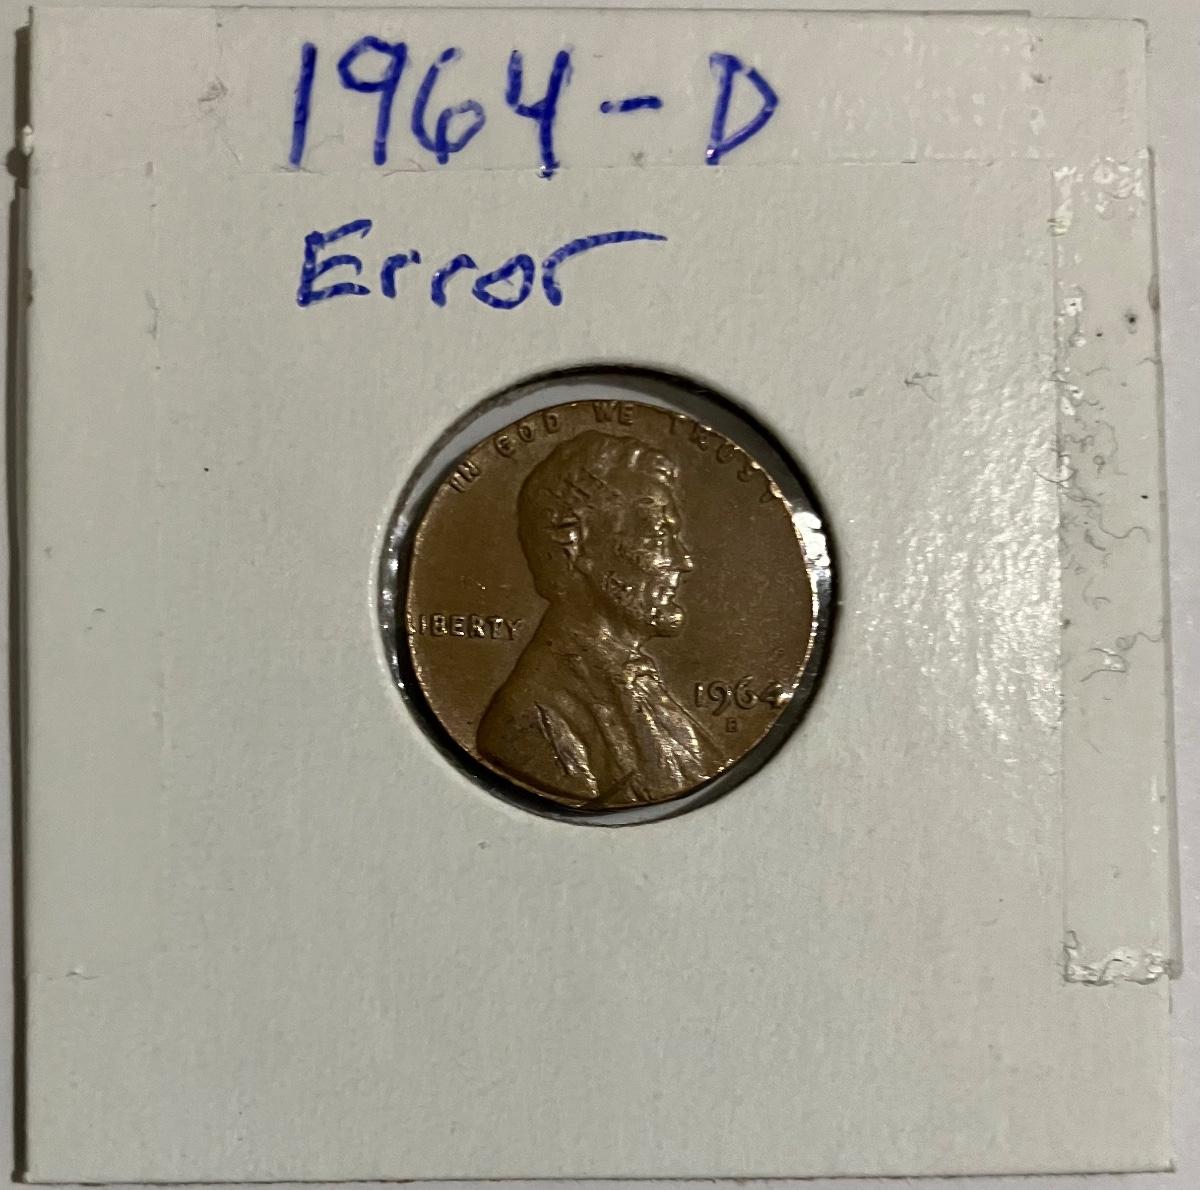 1964-D
Error
IN GOD WE TRUST
LIBERTY
1964
D